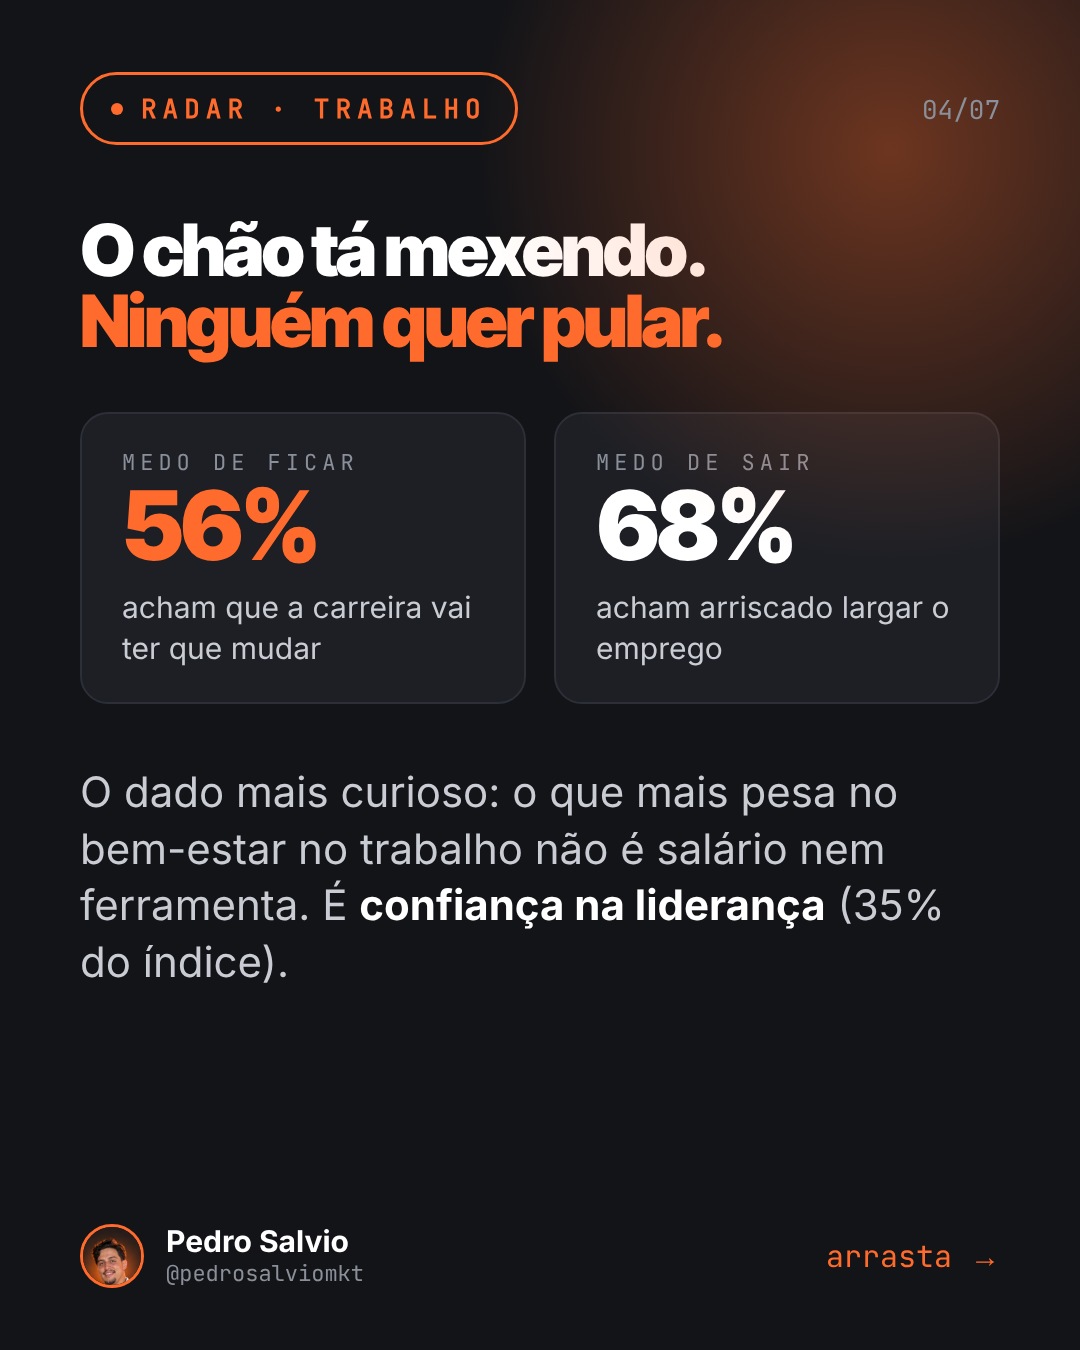 • RADAR · TRABALHO
04/07
O chão tá mexendo.
Ninguém quer pular.
MEDO DE FICAR
56%
acham que a carreira vai
ter que mudar
MEDO DE SAIR
68%
acham arriscado largar o
emprego
O dado mais curioso: o que mais pesa no
bem-estar no trabalho não é salário nem
ferramenta. É confiança na liderança (35%
do índice).
Pedro Salvio
@pedrosalviomkt
arrasta →